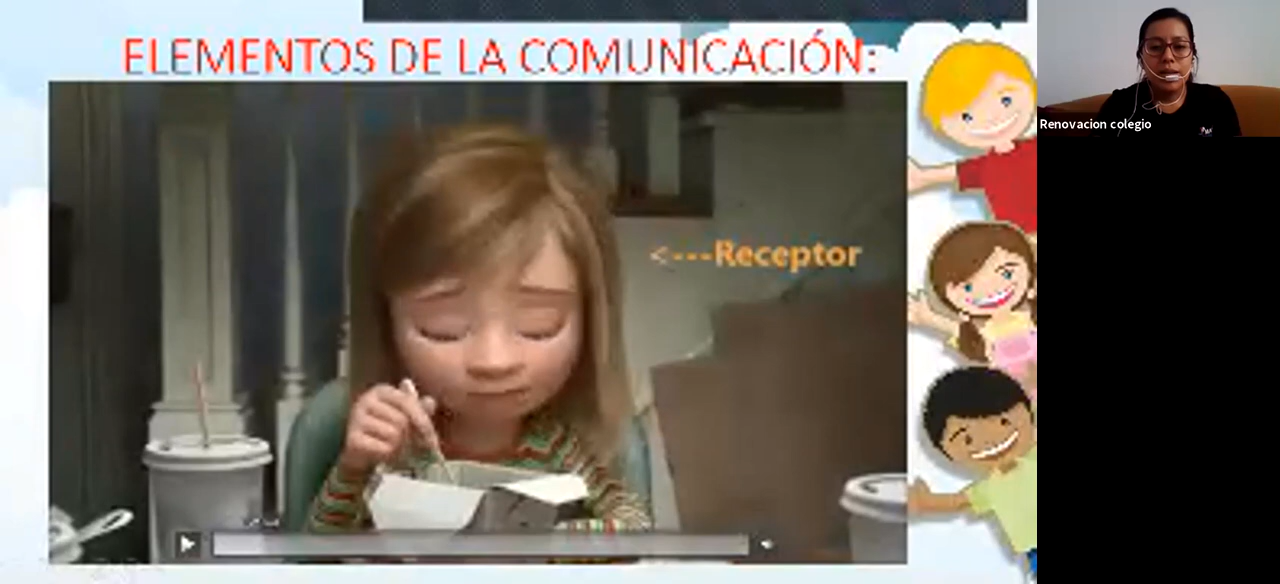 ELEMENTOS DE LA COMUNICACIÓN:
<---Receptor
Renovacion colegio